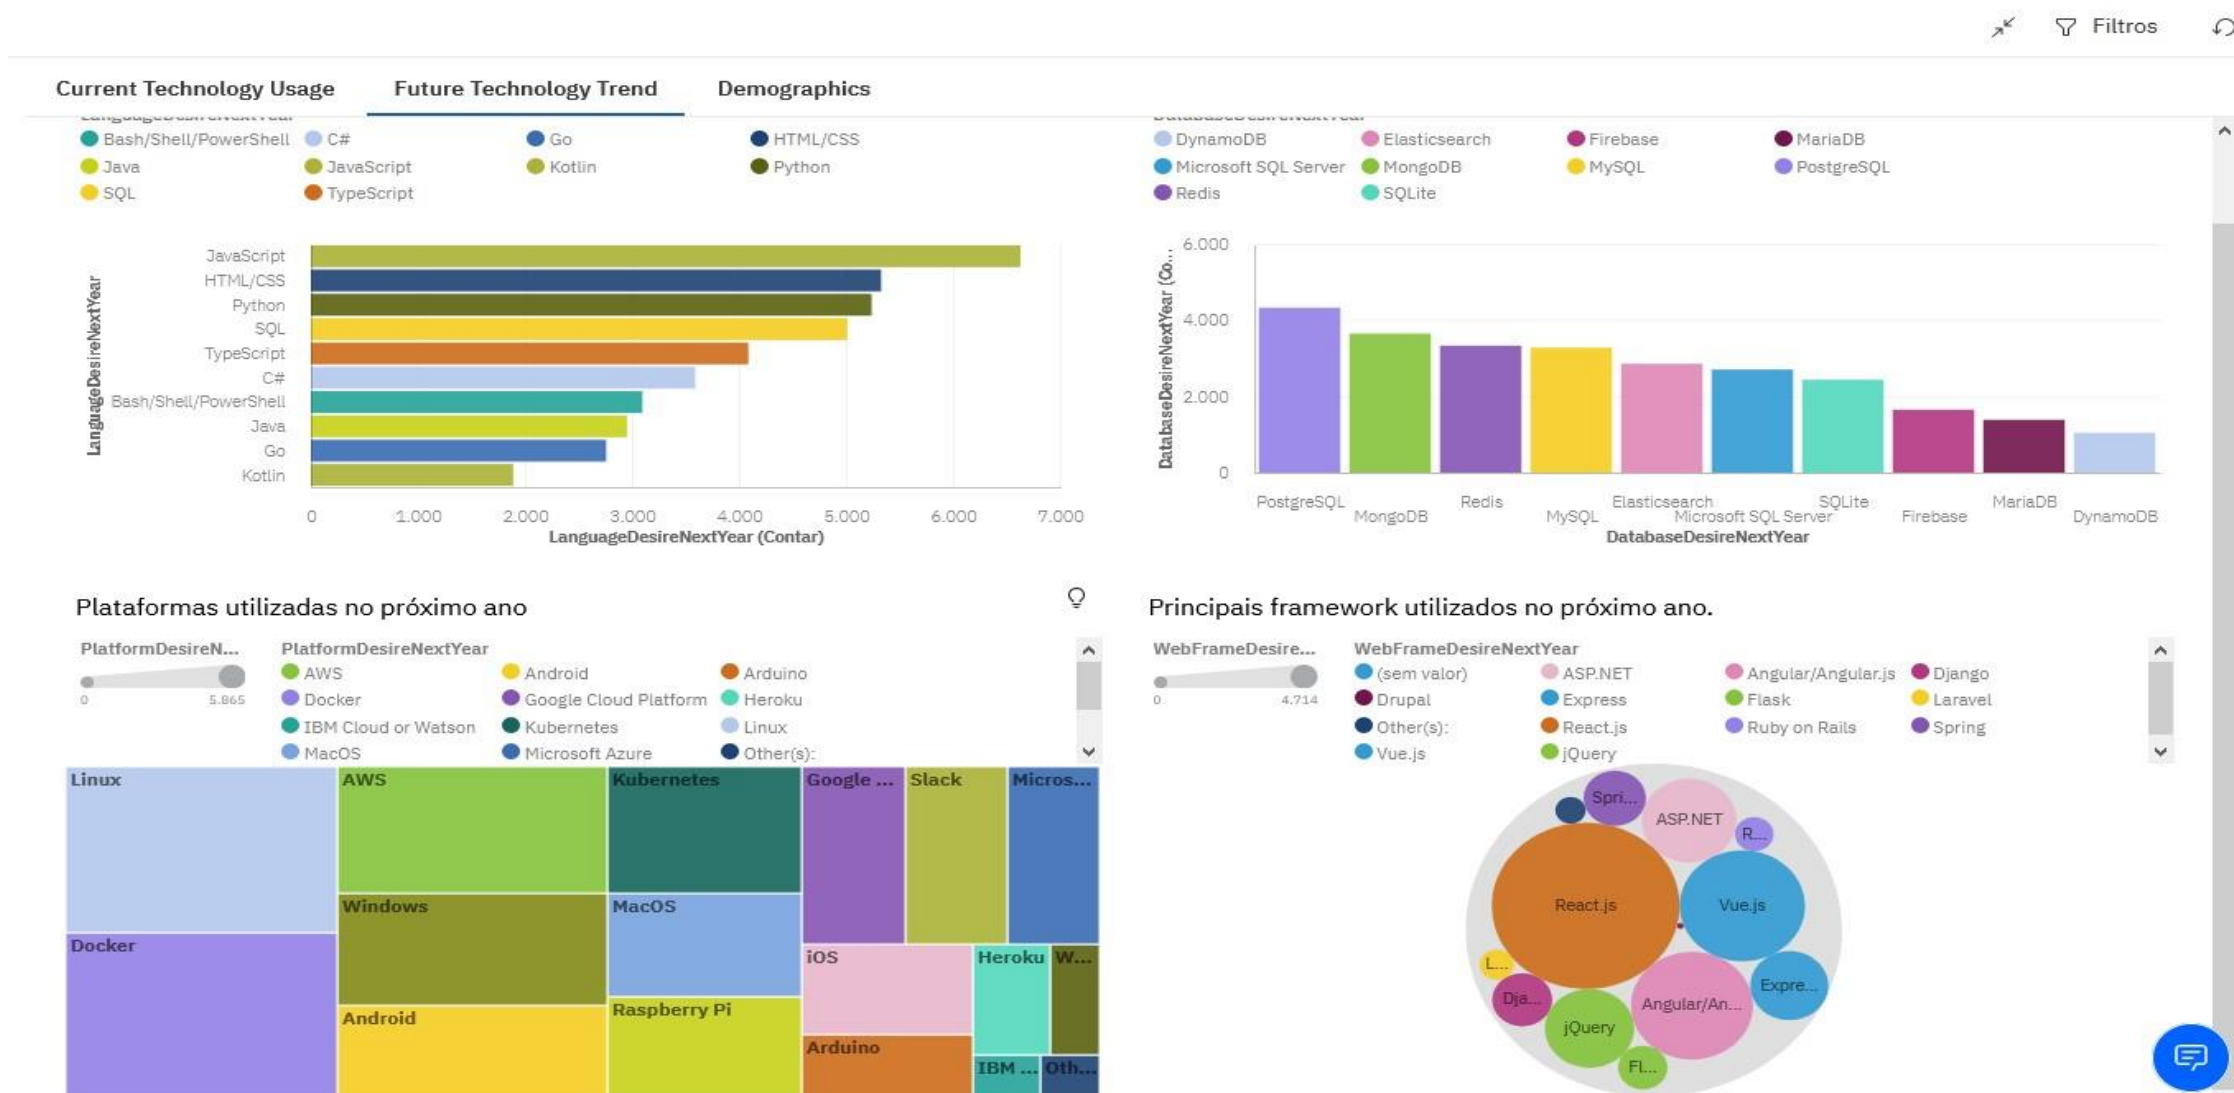 Filtros
Current Technology Usage Future Technology Trend Demographics
Bash/Shell/PowerShell C# Go HTML/CSS
Java JavaScript Kotlin Python
SQL TypeScript
JavaScript
HTML/CSS
Python
SQL
TypeScript
C#
Bash/Shell/PowerShell
Java
Go
Kotlin
LanguageDesireNextYear
0 1.000 2.000 3.000 4.000 5.000 6.000 7.000
LanguageDesireNextYear (Contar)
DynamoDB Elasticsearch Firebase MariaDB
Microsoft SQL Server MongoDB MySQL PostgreSQL
Redis SQLite
DatabaseDesireNextYear (Co...
6.000
4.000
2.000
0
PostgreSQL MongoDB Redis MySQL Elasticsearch Microsoft SQL Server SQLite Firebase MariaDB DynamoDB
DatabaseDesireNextYear
Plataformas utilizadas no próximo ano
PlatformDesireN... PlatformDesireNextYear
0 5.865
AWS Android Arduino
Docker Google Cloud Platform Heroku
IBM Cloud or Watson Kubernetes Linux
MacOS Microsoft Azure Other(s):
Linux AWS Kubernetes Google ... Slack Micros...
Windows MacOS
Docker iOS Heroku W...
Android Raspberry Pi
Arduino IBM ... Oth...
Principais framework utilizados no próximo ano.
WebFrameDesire... WebFrameDesireNextYear
0 4.714
(sem valor) ASP.NET Angular/Angular.js Django
Drupal Express Flask Laravel
Other(s): React.js Ruby on Rails Spring
Vue.js jQuery
Spri...
ASP.NET
R...
React.js Vue.js
L...
Expre...
Dja... Angular/An...
jQuery
Fl...